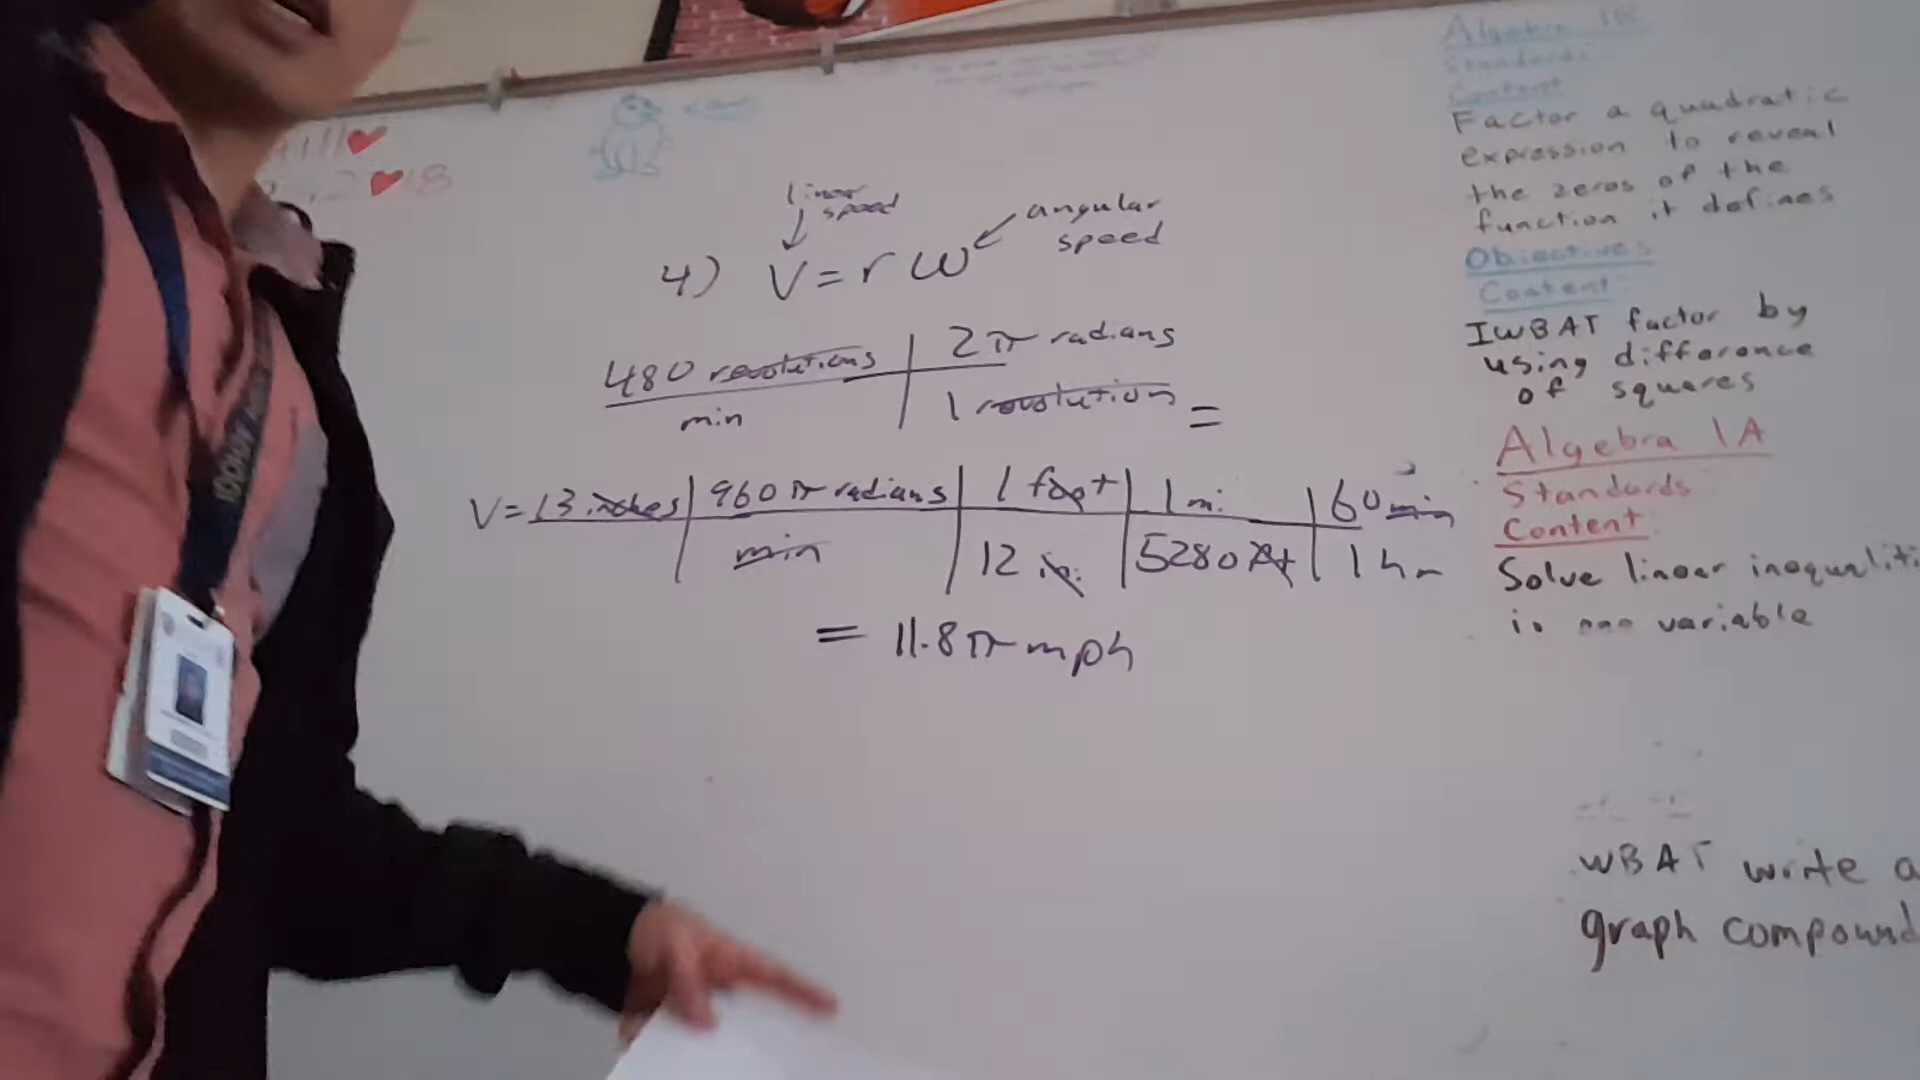 linear
speed
angular
speed
4) V = r ω
480 revolutions | 2π radians
min | 1 revolution =
V = 13 inches | 960 π radians | 1 foot | 1 mi | 60 min
min | 12 in. | 5280 ft | 1 hr
= 11.8π mph
Algebra 1B
Standards
Content
Factor a quadratic
expression to reveal
the zeros of the
function it defines
Objectives
Content:
IWBAT factor by
using difference
of squares
Algebra 1A
Standards
Content:
Solve linear inequaliti
in one variable
WBAT write a
graph compound